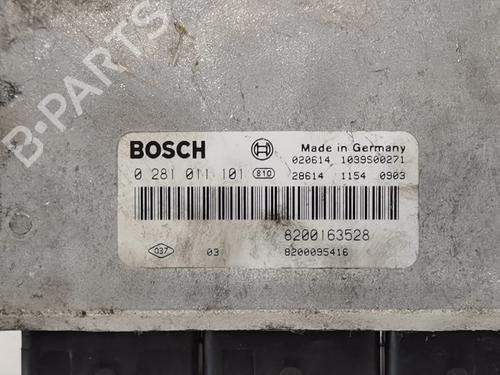 B-PARTS
BOSCH
Made in Germany
020614 1039S00271
0 281 011 101 810
28614 1154 0903
8200163528
037 03 8200095416